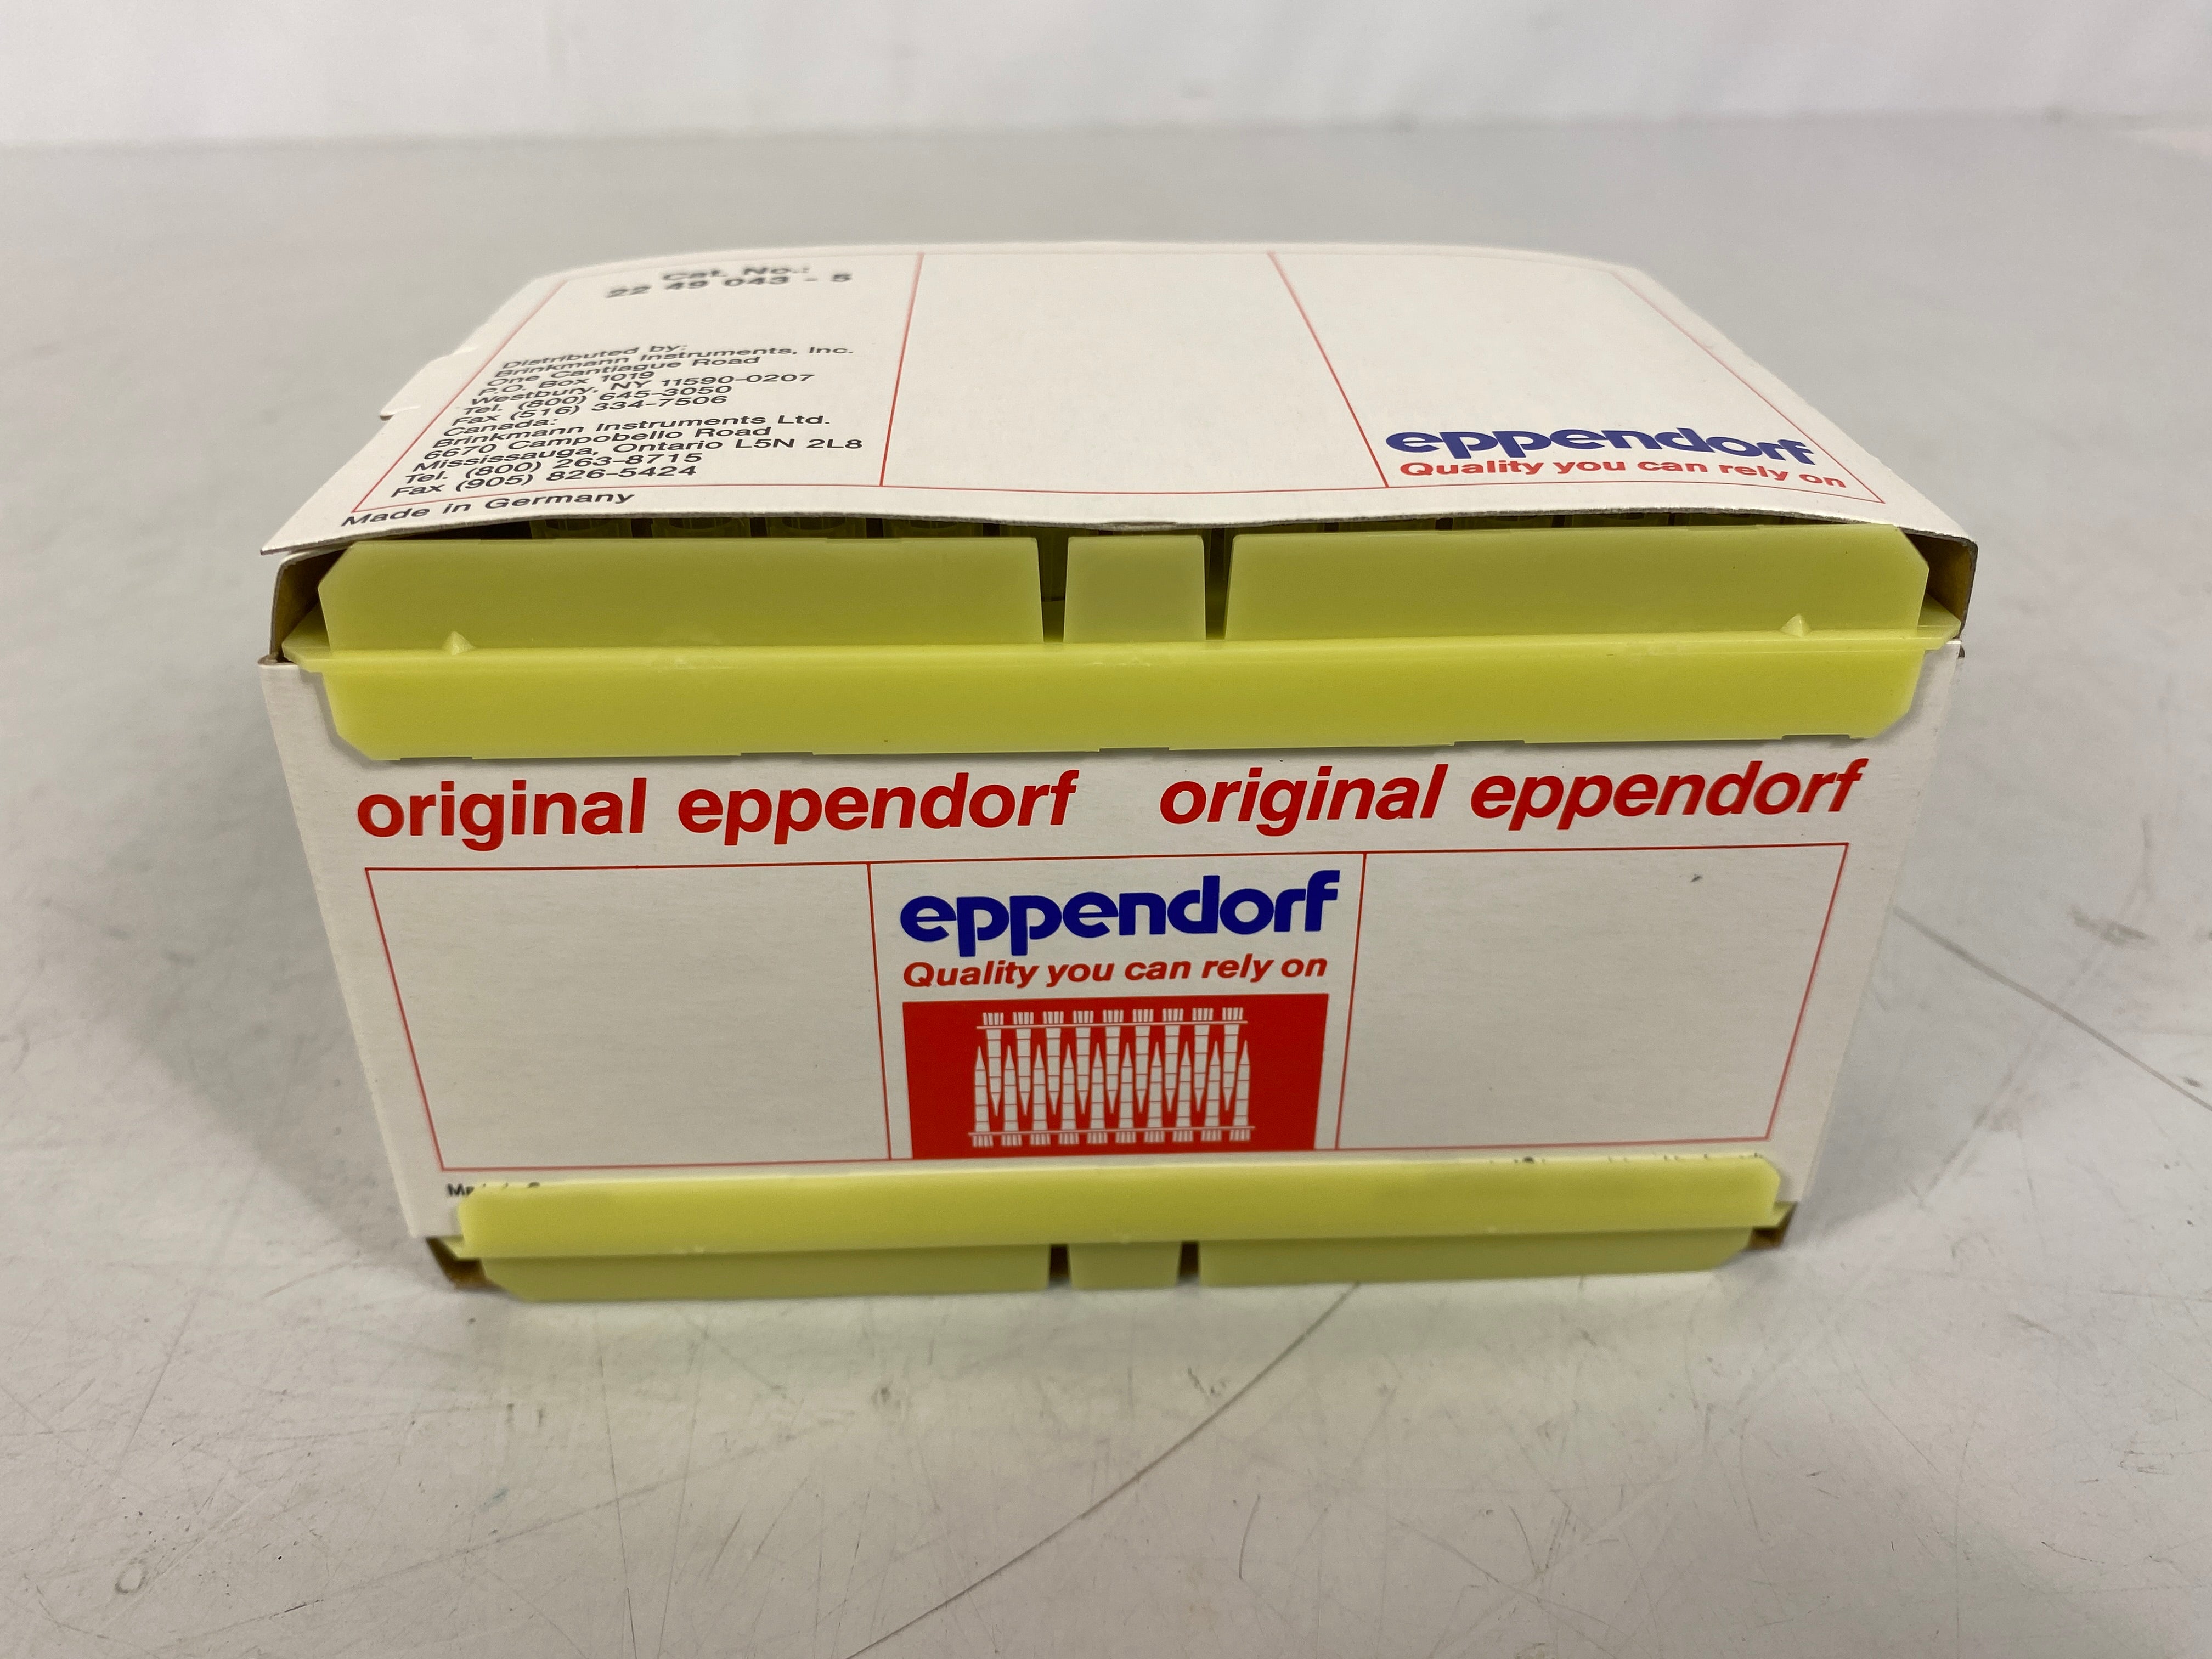 Cat. No.:
22 49 043 - 5
Distributed by:
Brinkmann Instruments, Inc.
One Cantiague Road
P.O. Box 1019
Westbury, NY 11590-0207
Tel. (800) 645-3050
Fax (516) 334-7506
Canada:
Brinkmann Instruments Ltd.
6670 Campobello Road
Mississauga, Ontario L5N 2L8
Tel. (800) 263-8715
Fax (905) 826-5424
Made in Germany
eppendorf
Quality you can rely on
original eppendorf original eppendorf
eppendorf
Quality you can rely on